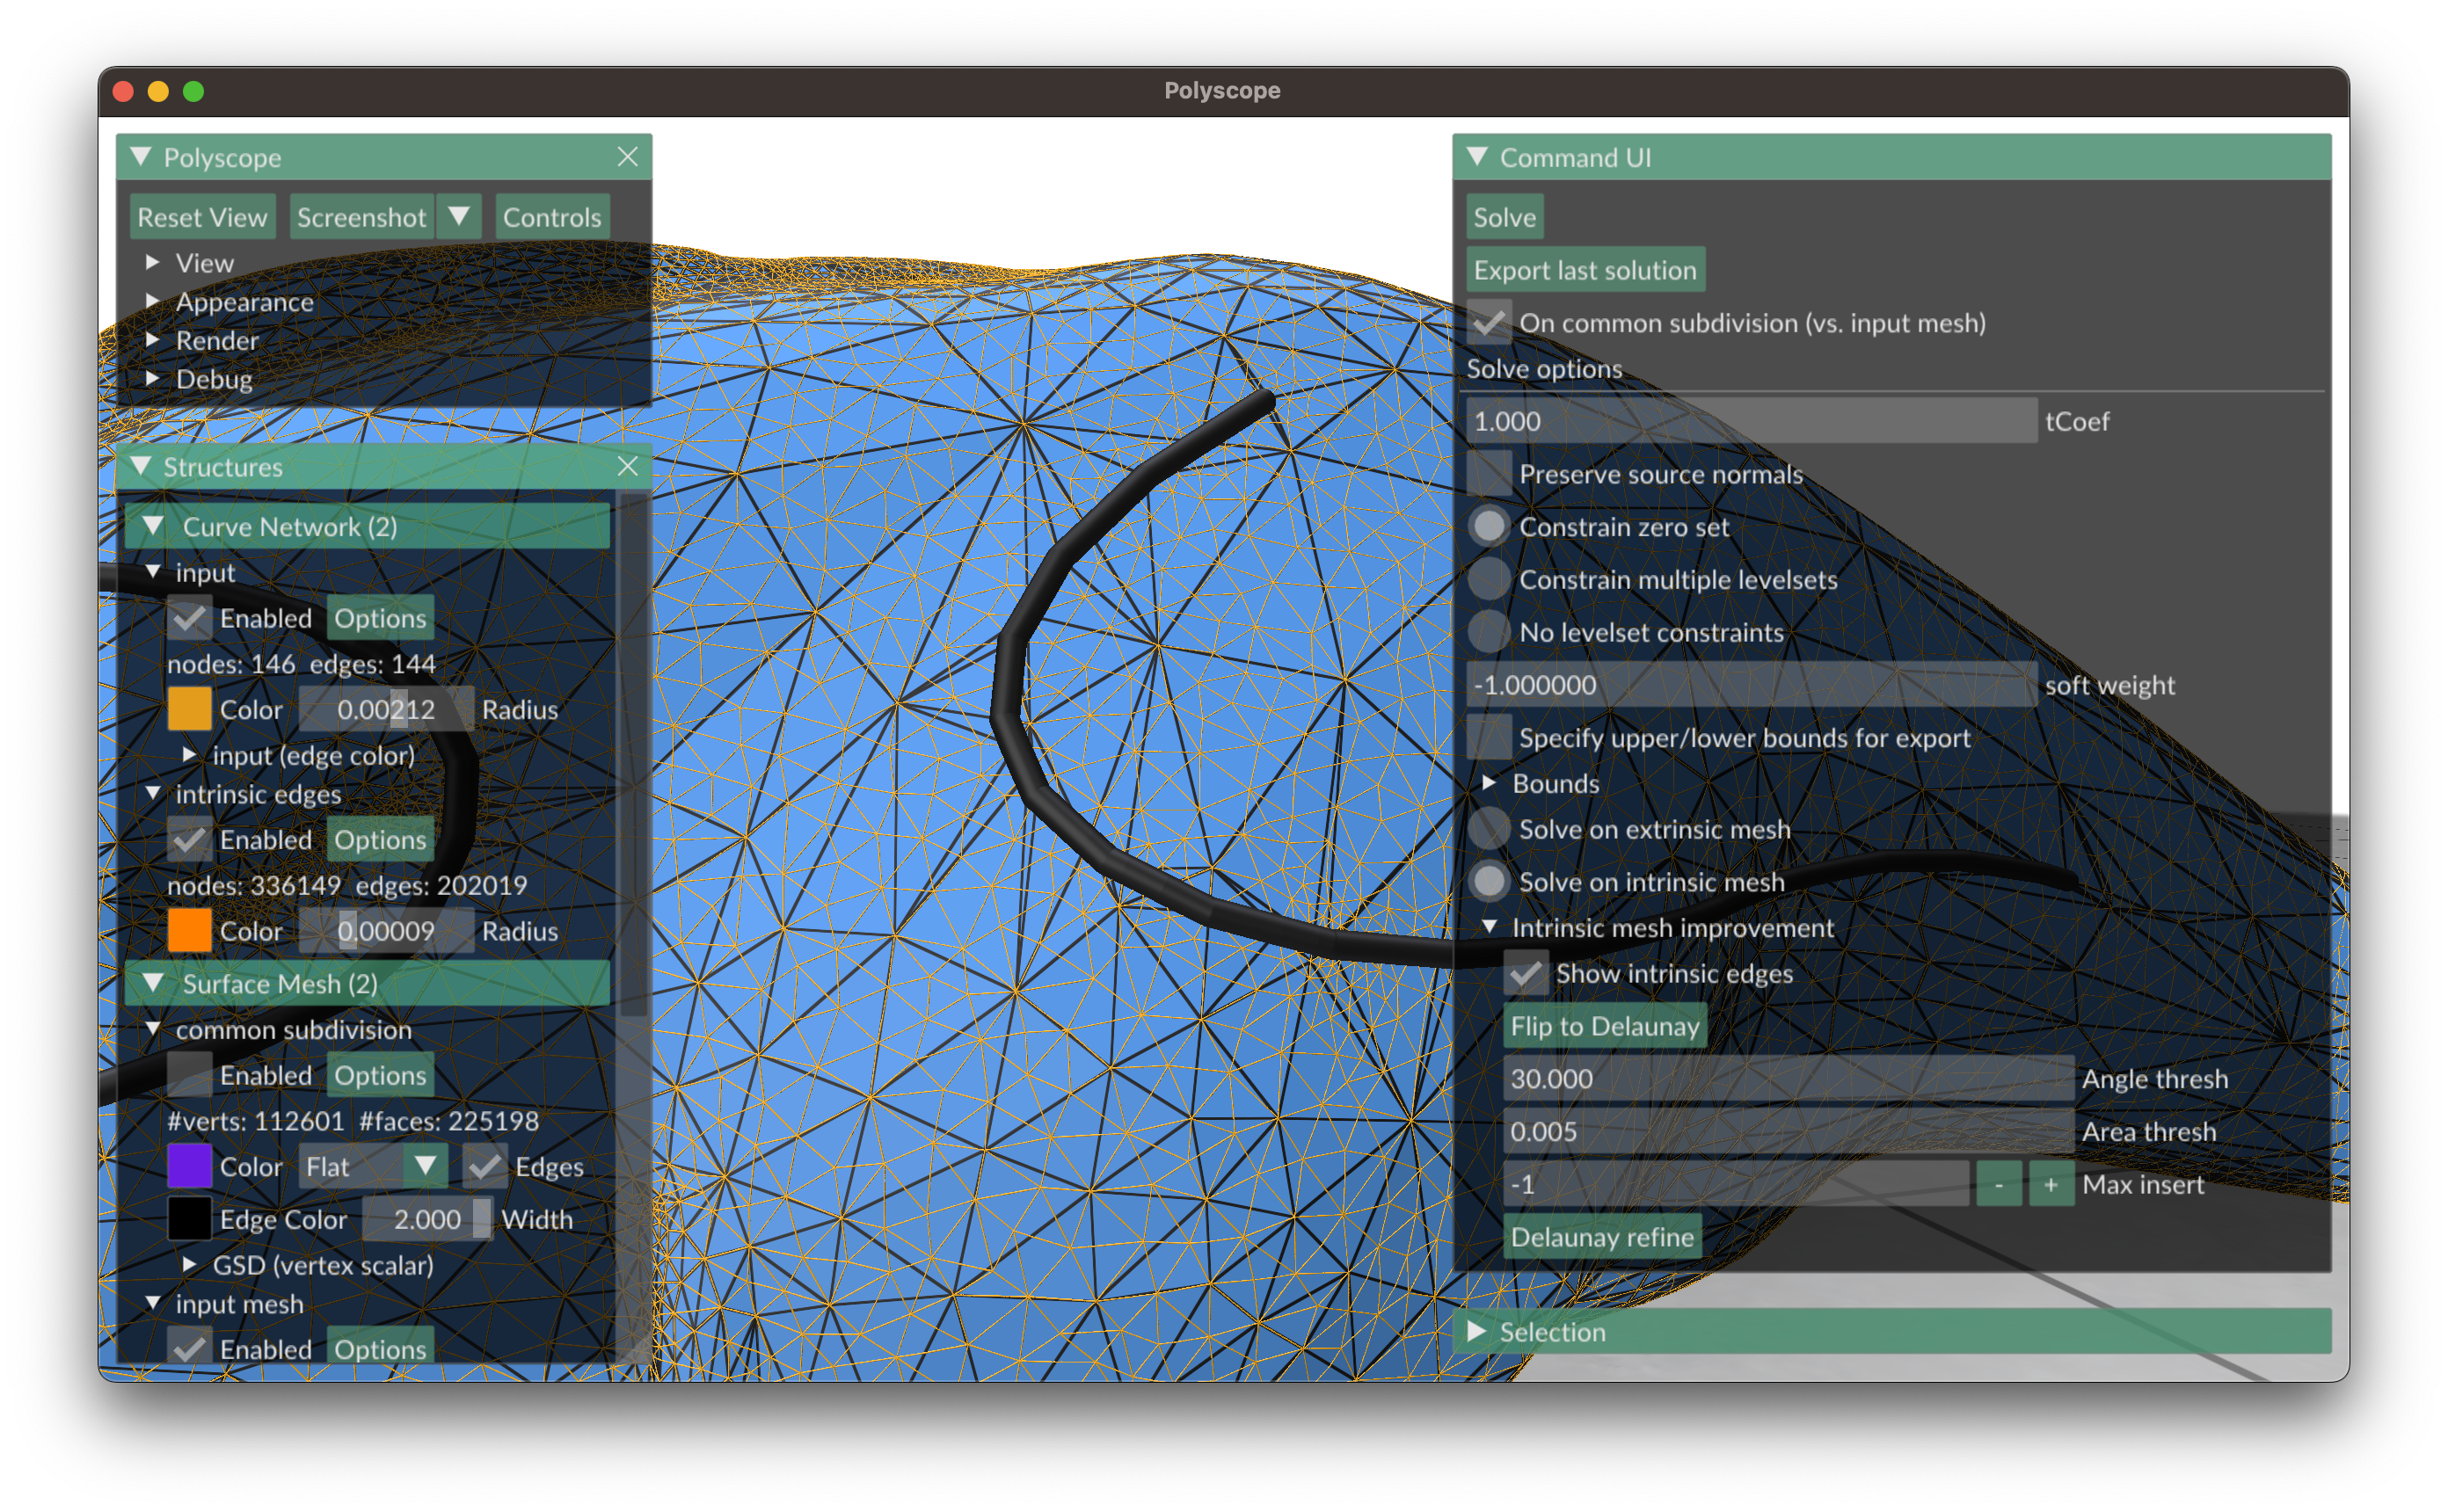 Polyscope
Polyscope
Reset View Screenshot Controls
View
Appearance
Render
Debug
Structures
Curve Network (2)
input
Enabled Options
nodes: 146 edges: 144
Color 0.00212 Radius
input (edge color)
intrinsic edges
Enabled Options
nodes: 336149 edges: 202019
Color 0.00009 Radius
Surface Mesh (2)
common subdivision
Enabled Options
#verts: 112601 #faces: 225198
Color Flat Edges
Edge Color 2.000 Width
GSD (vertex scalar)
input mesh
Enabled Options
Command UI
Solve
Export last solution
On common subdivision (vs. input mesh)
Solve options
1.000 tCoef
Preserve source normals
Constrain zero set
Constrain multiple levelsets
No levelset constraints
-1.000000 soft weight
Specify upper/lower bounds for export
Bounds
Solve on extrinsic mesh
Solve on intrinsic mesh
Intrinsic mesh improvement
Show intrinsic edges
Flip to Delaunay
30.000 Angle thresh
0.005 Area thresh
-1 - + Max insert
Delaunay refine
Selection